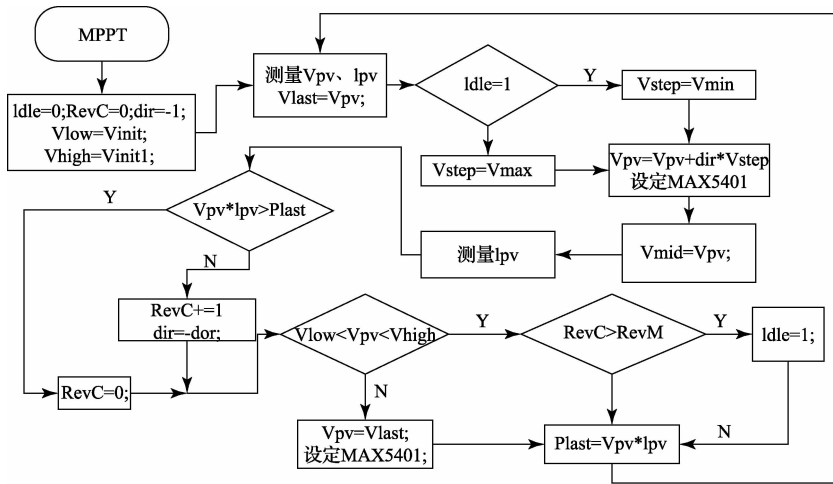 MPPT
ldle=0;RevC=0;dir=-1;
Vlow=Vinit;
Vhigh=Vinit1;
测量Vpv、lpv
Vlast=Vpv;
ldle=1
Y
Vstep=Vmin
Vstep=Vmax
Vpv=Vpv+dir*Vstep
设定MAX5401
Vmid=Vpv;
测量lpv
Vpv*lpv>Plast
Y
N
RevC+=1
dir=-dor;
RevC=0;
Vlow<Vpv<Vhigh
Y
N
RevC>RevM
Y
ldle=1;
Vpv=Vlast;
设定MAX5401;
Plast=Vpv*lpv
N